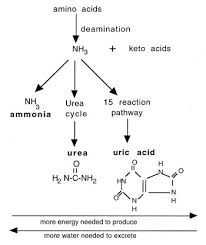 amino acids
deamination
NH3 + keto acids
NH3 Urea 15 reaction
ammonia cycle pathway
urea uric acid
O
H2N-C-NH2
O
H
N
HN
O
O
N
N
H
H
more energy needed to produce
more water needed to excrete